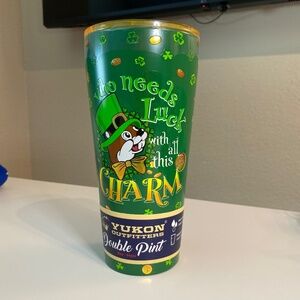 Who needs
Luck
with all
this
CHARM
YUKON
OUTFITTERS
Double Pint